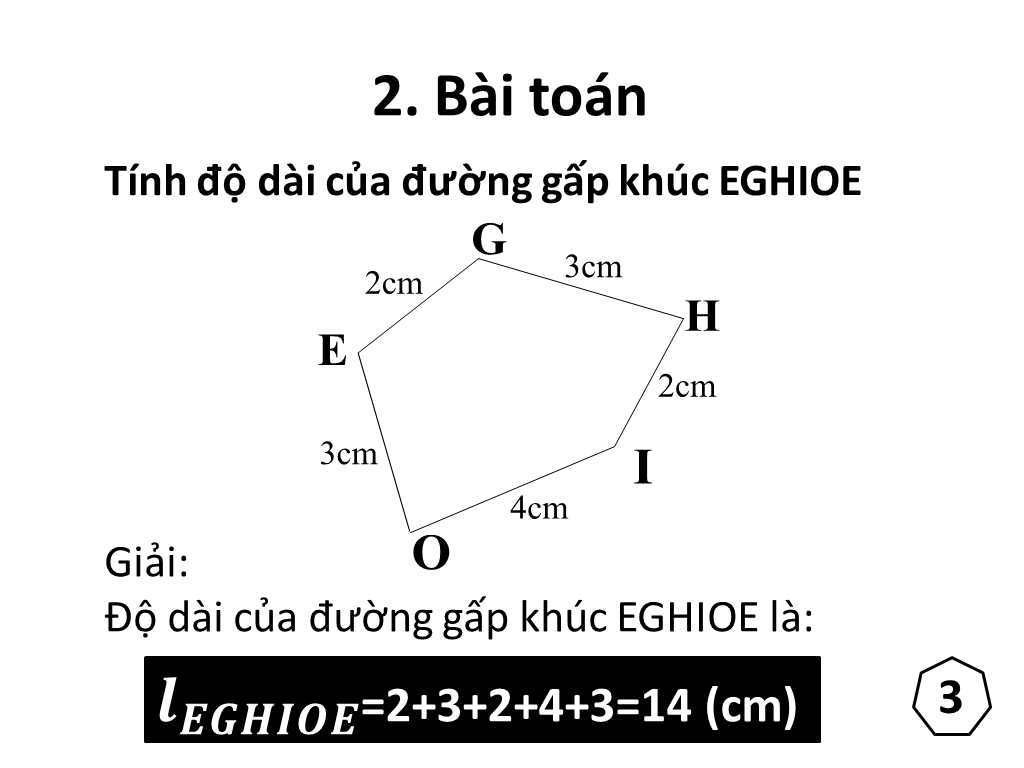 2. Bài toán
Tính độ dài của đường gấp khúc EGHIOE
G
3cm
2cm
H
E
2cm
3cm
I
4cm
O
Giải:
Độ dài của đường gấp khúc EGHIOE là:
l_EGHIOE=2+3+2+4+3=14 (cm)
3